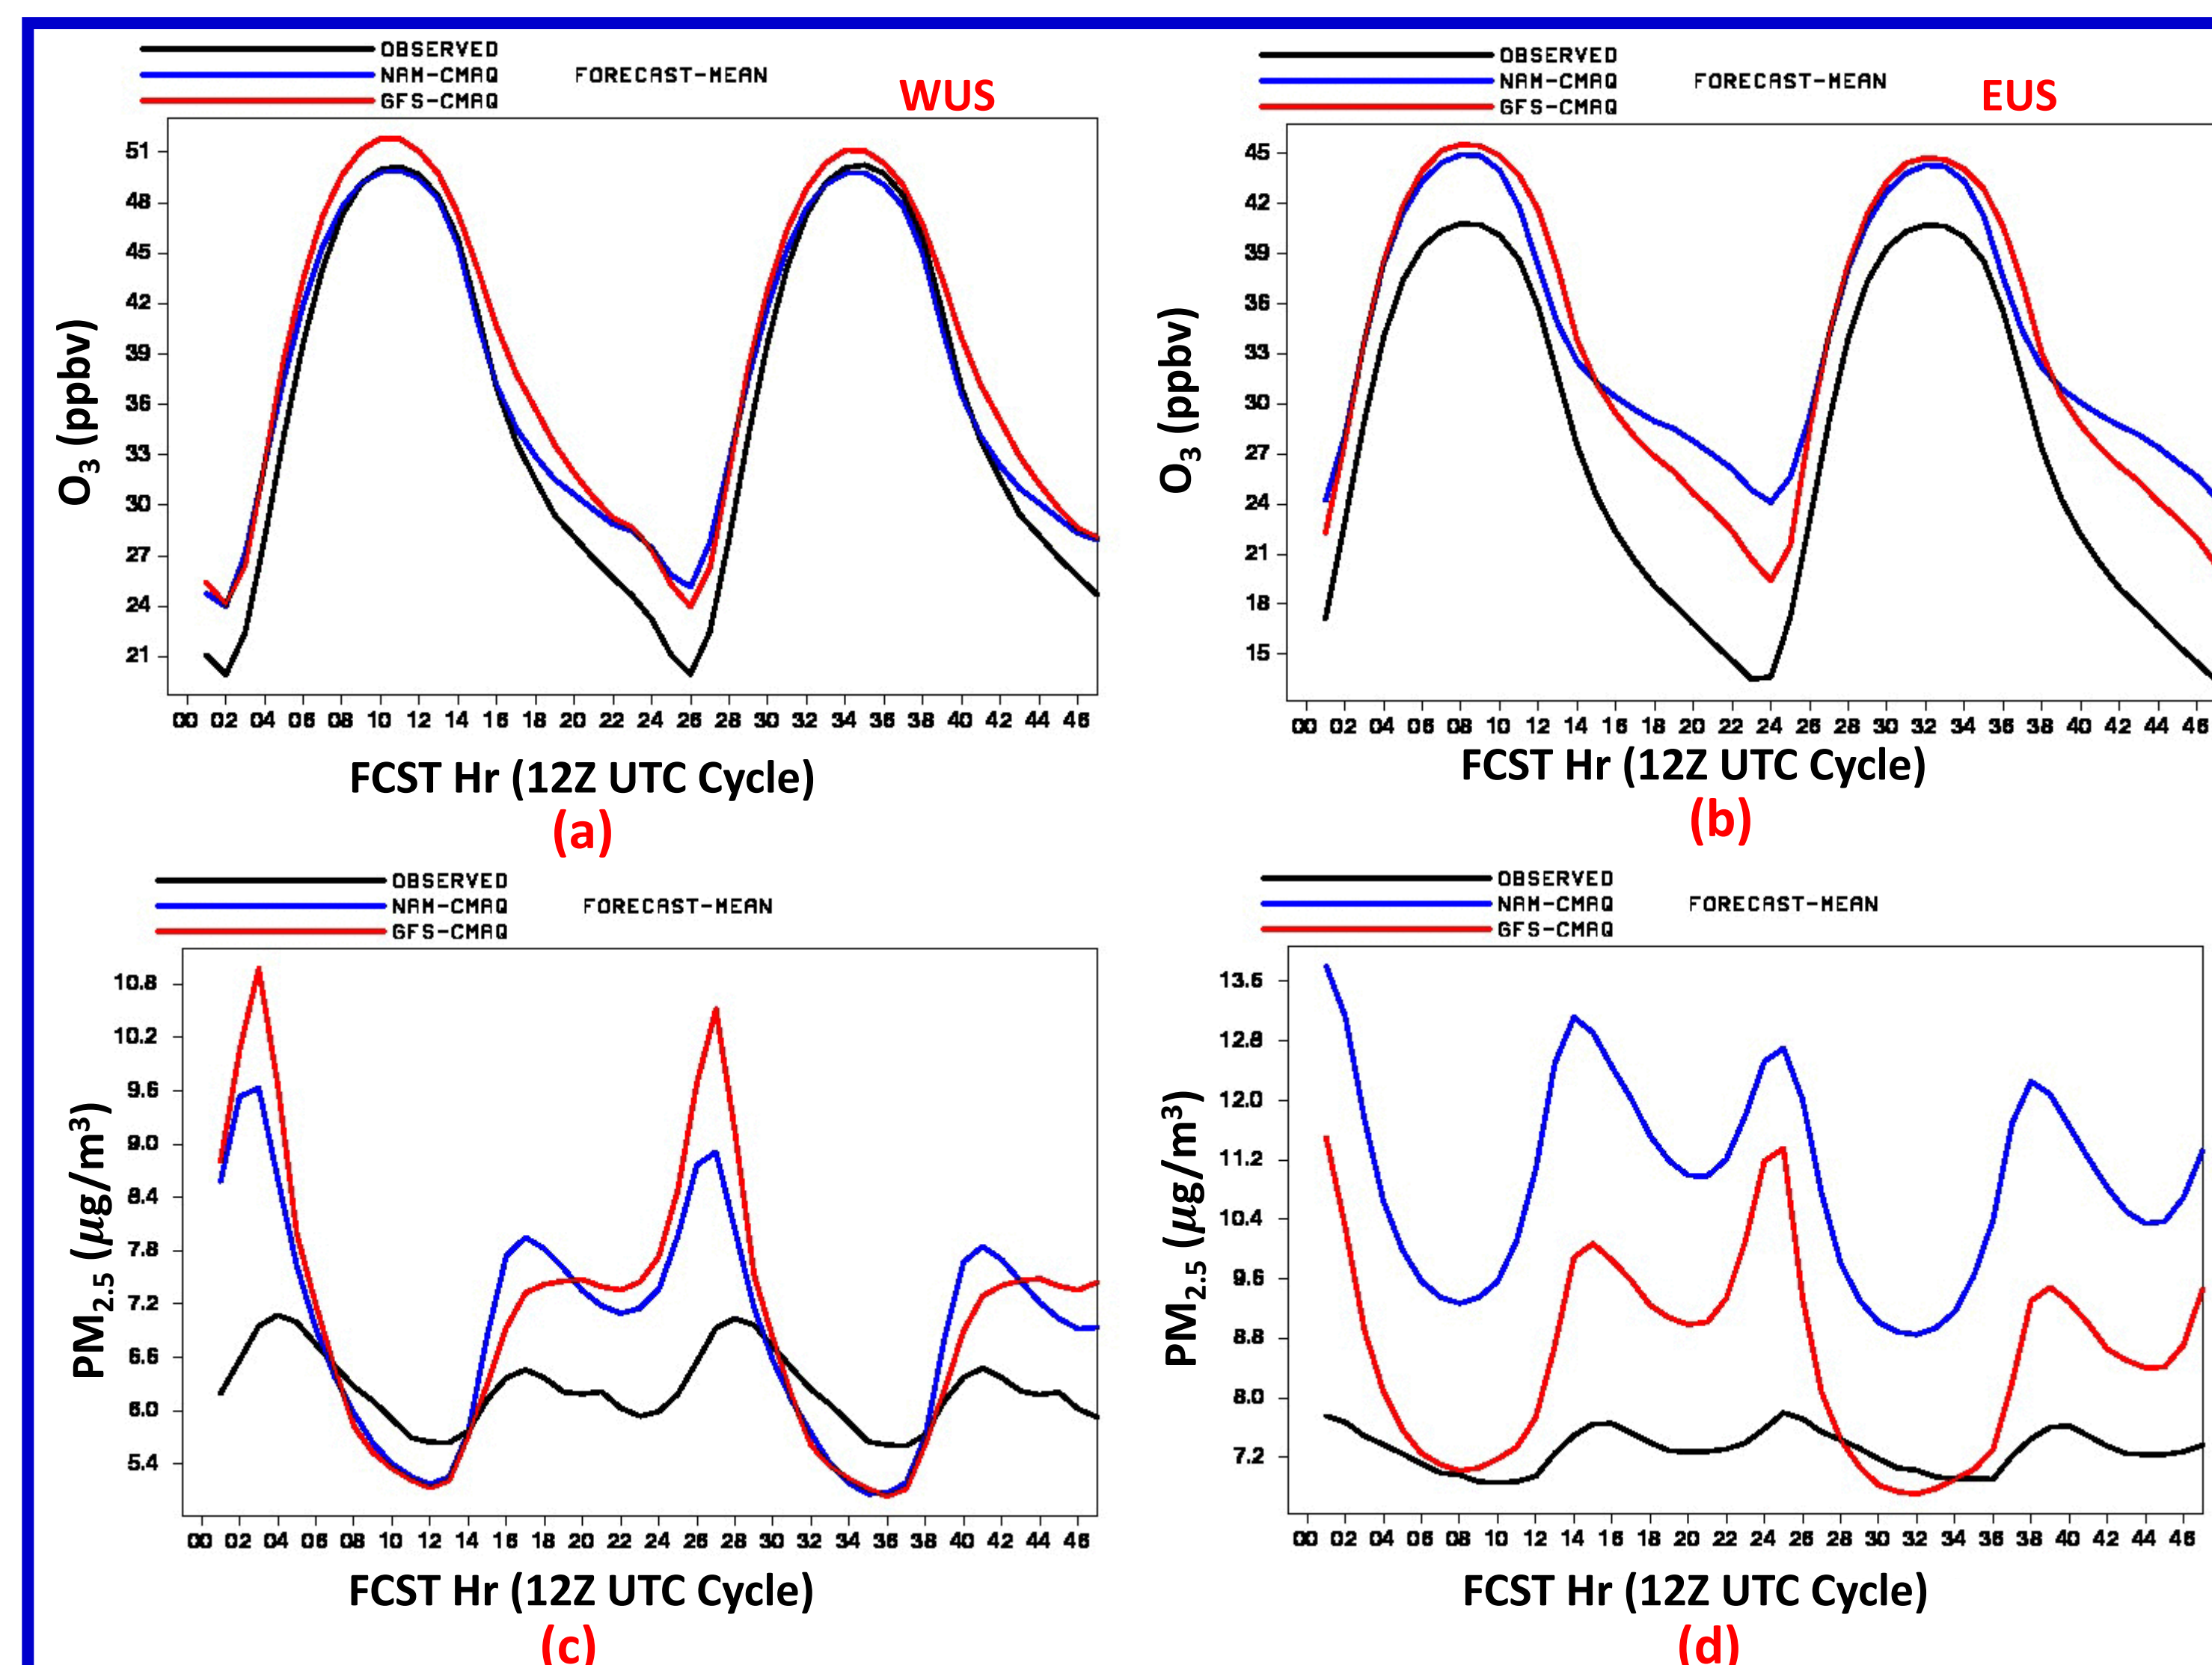 OBSERVED
NAM-CMAQ FORECAST-MEAN
GFS-CMAQ
WUS
51
48
45
42
39
36
33
30
27
24
21
O3 (ppbv)
00 02 04 06 08 10 12 14 16 18 20 22 24 26 28 30 32 34 36 38 40 42 44 46
FCST Hr (12Z UTC Cycle)
(a)
OBSERVED
NAM-CMAQ FORECAST-MEAN
GFS-CMAQ
EUS
45
42
39
36
33
30
27
24
21
18
15
O3 (ppbv)
00 02 04 06 08 10 12 14 16 18 20 22 24 26 28 30 32 34 36 38 40 42 44 46
FCST Hr (12Z UTC Cycle)
(b)
OBSERVED
NAM-CMAQ FORECAST-MEAN
GFS-CMAQ
10.8
10.2
9.6
9.0
8.4
7.8
7.2
6.6
6.0
5.4
PM2.5 (μg/m³)
00 02 04 06 08 10 12 14 16 18 20 22 24 26 28 30 32 34 36 38 40 42 44 46
FCST Hr (12Z UTC Cycle)
(c)
OBSERVED
NAM-CMAQ FORECAST-MEAN
GFS-CMAQ
13.6
12.8
12.0
11.2
10.4
9.6
8.8
8.0
7.2
PM2.5 (μg/m³)
00 02 04 06 08 10 12 14 16 18 20 22 24 26 28 30 32 34 36 38 40 42 44 46
FCST Hr (12Z UTC Cycle)
(d)